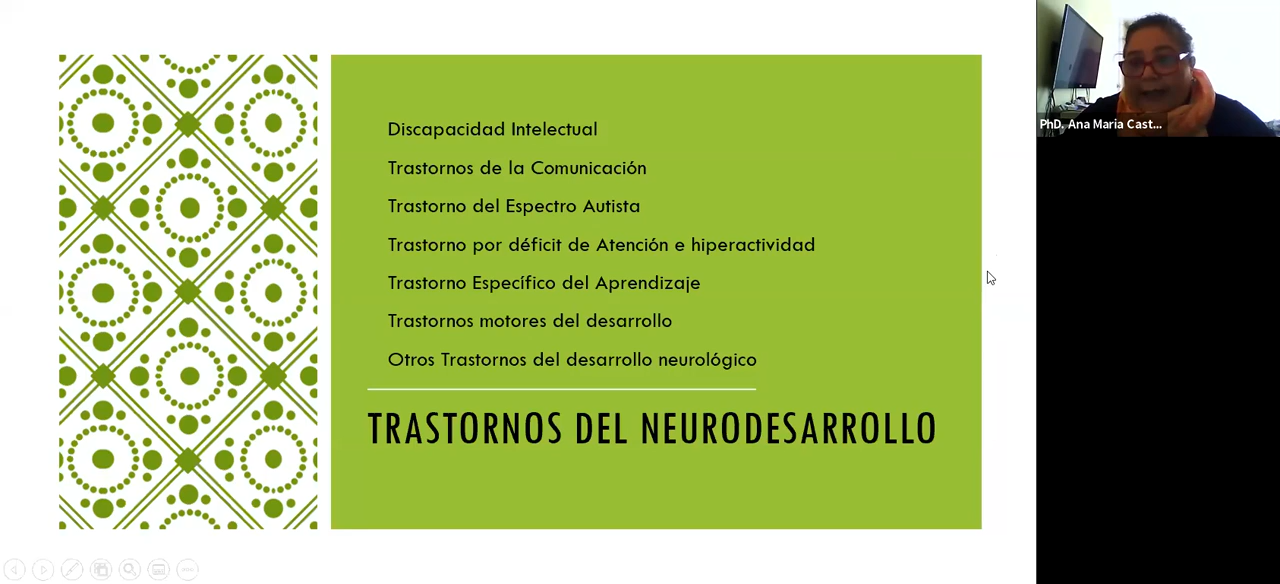 Discapacidad Intelectual
Trastornos de la Comunicación
Trastorno del Espectro Autista
Trastorno por déficit de Atención e hiperactividad
Trastorno Específico del Aprendizaje
Trastornos motores del desarrollo
Otros Trastornos del desarrollo neurológico
TRASTORNOS DEL NEURODESARROLLO
PhD. Ana Maria Cast...